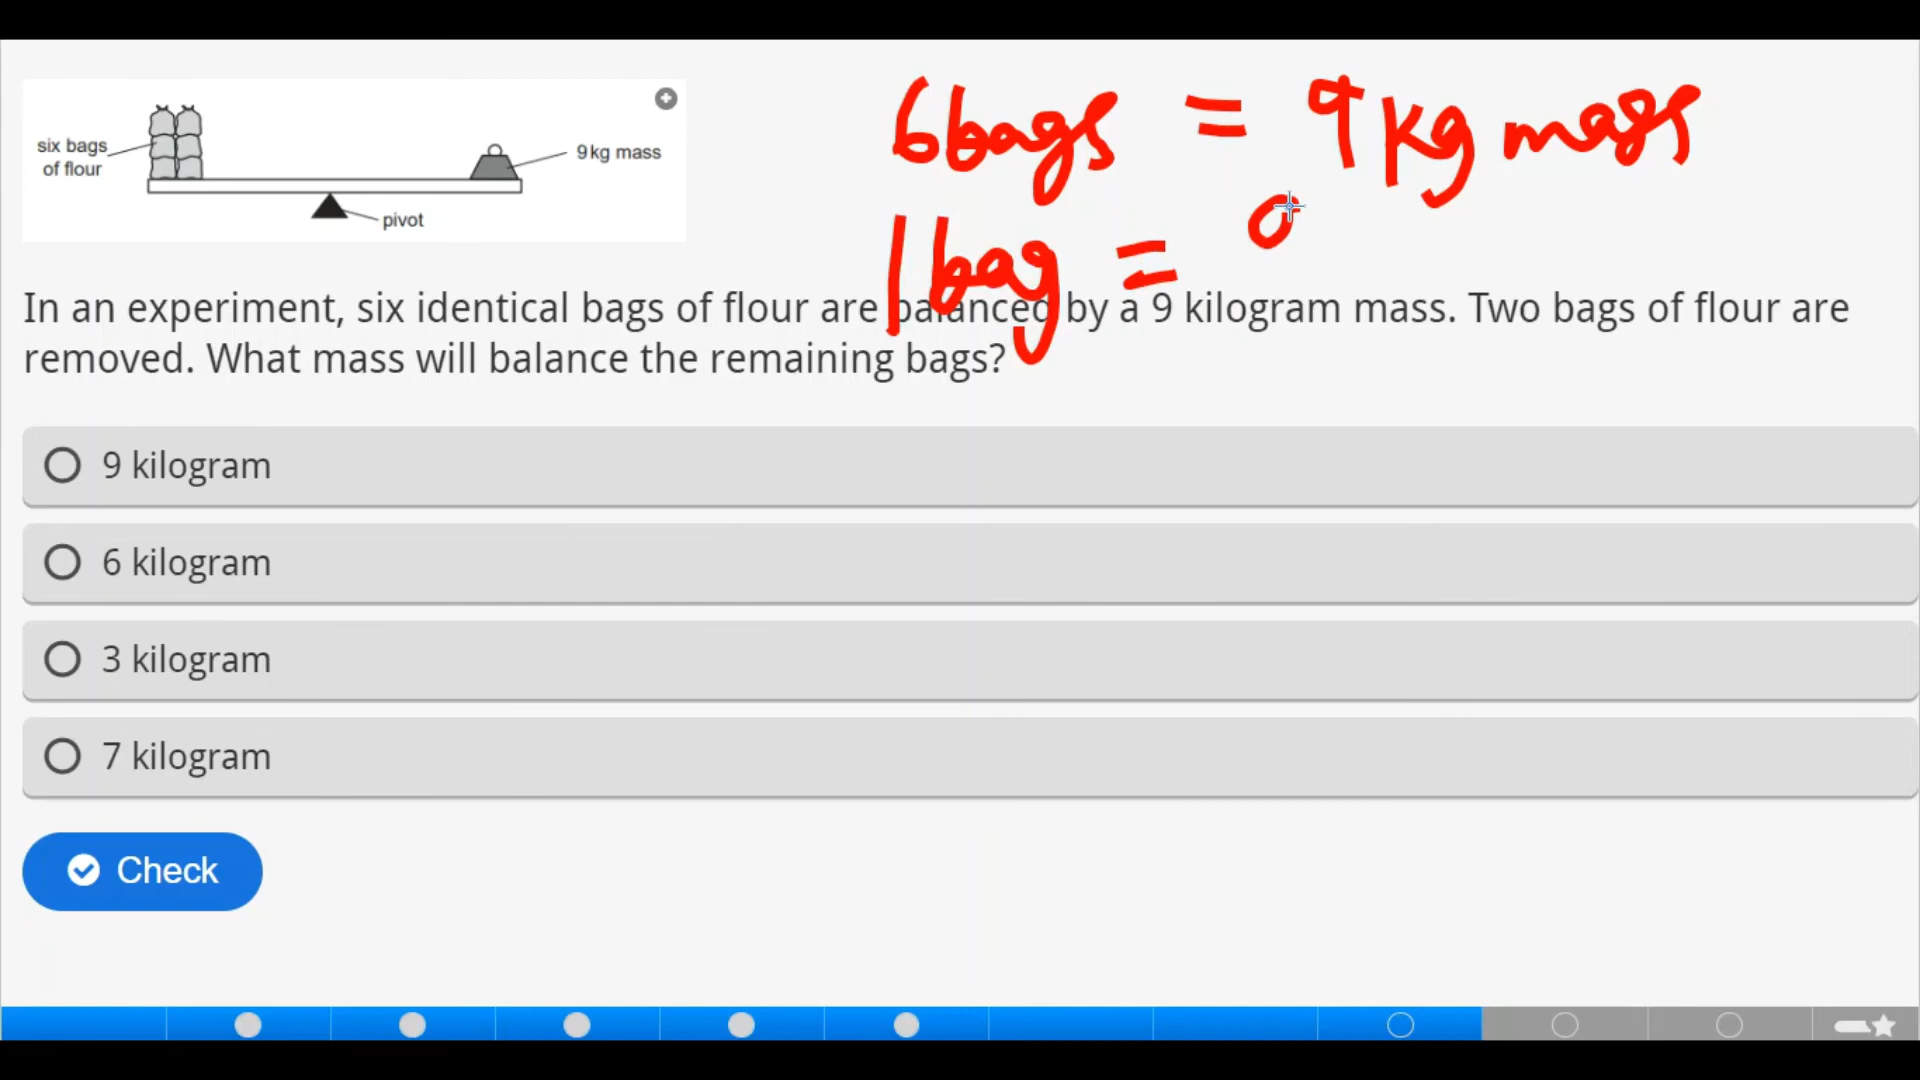 6bags = 9kg mass
six bags
of flour
9kg mass
pivot
1bag =
In an experiment, six identical bags of flour are balanced by a 9 kilogram mass. Two bags of flour are
removed. What mass will balance the remaining bags?
9 kilogram
6 kilogram
3 kilogram
7 kilogram
Check